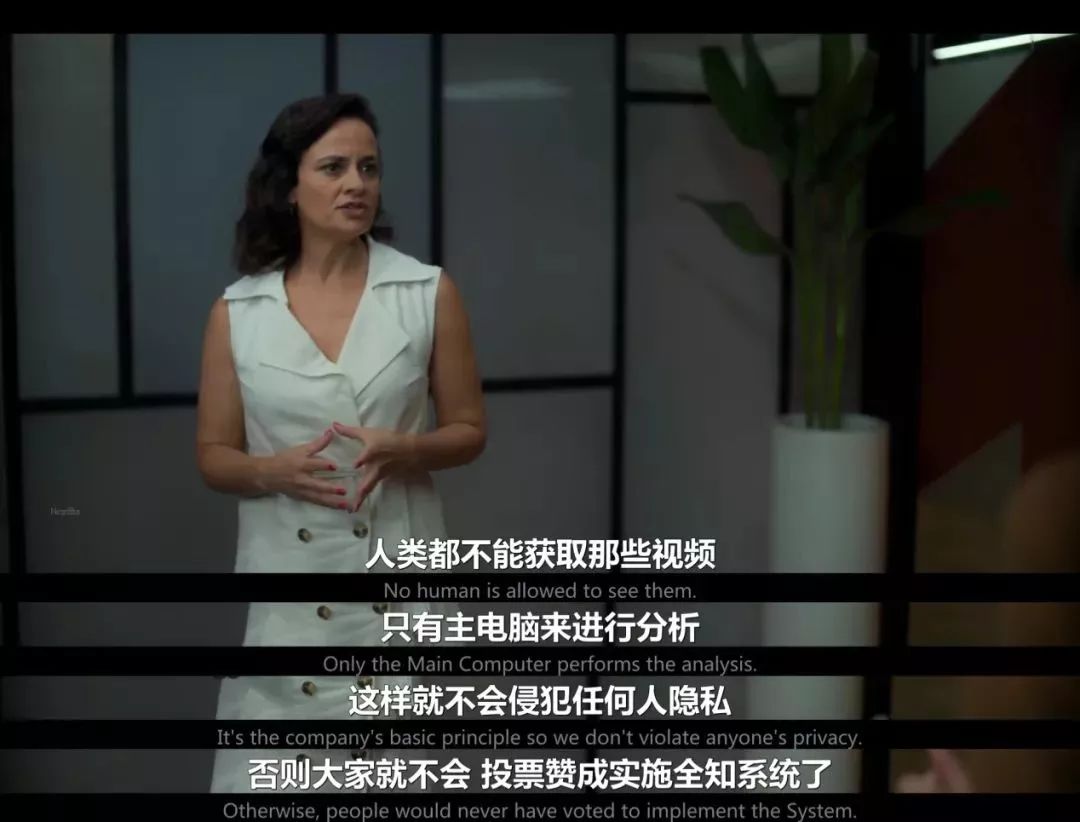 人类都不能获取那些视频
No human is allowed to see them.
只有主电脑来进行分析
Only the Main Computer performs the analysis.
这样就不会侵犯任何人隐私
It's the company's basic principle so we don't violate anyone's privacy.
否则大家就不会 投票赞成实施全知系统了
Otherwise, people would never have voted to implement the System.